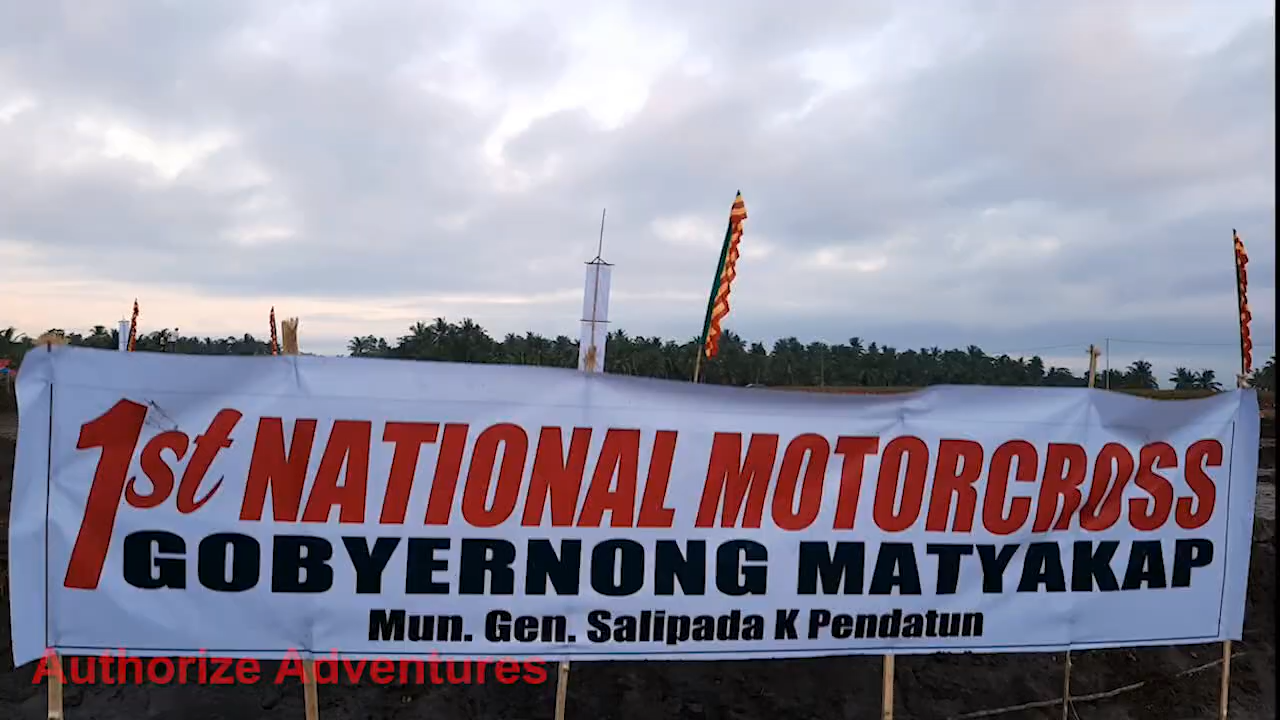 1st NATIONAL MOTORCROSS
GOBYERNONG MATYAKAP
Mun. Gen. Salipada K Pendatun
Authorize Adventures